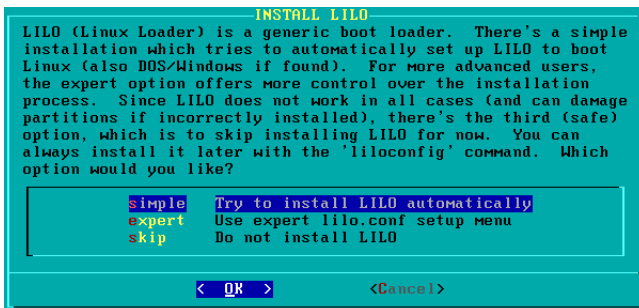 INSTALL LILO
LILO (Linux Loader) is a generic boot loader.  There's a simple
installation which tries to automatically set up LILO to boot
Linux (also DOS/Windows if found).  For more advanced users,
the expert option offers more control over the installation
process.  Since LILO does not work in all cases (and can damage
partitions if incorrectly installed), there's the third (safe)
option, which is to skip installing LILO for now.  You can
always install it later with the 'liloconfig' command.  Which
option would you like?
simple  Try to install LILO automatically
expert  Use expert lilo.conf setup menu
skip  Do not install LILO
< OK >  <Cancel>